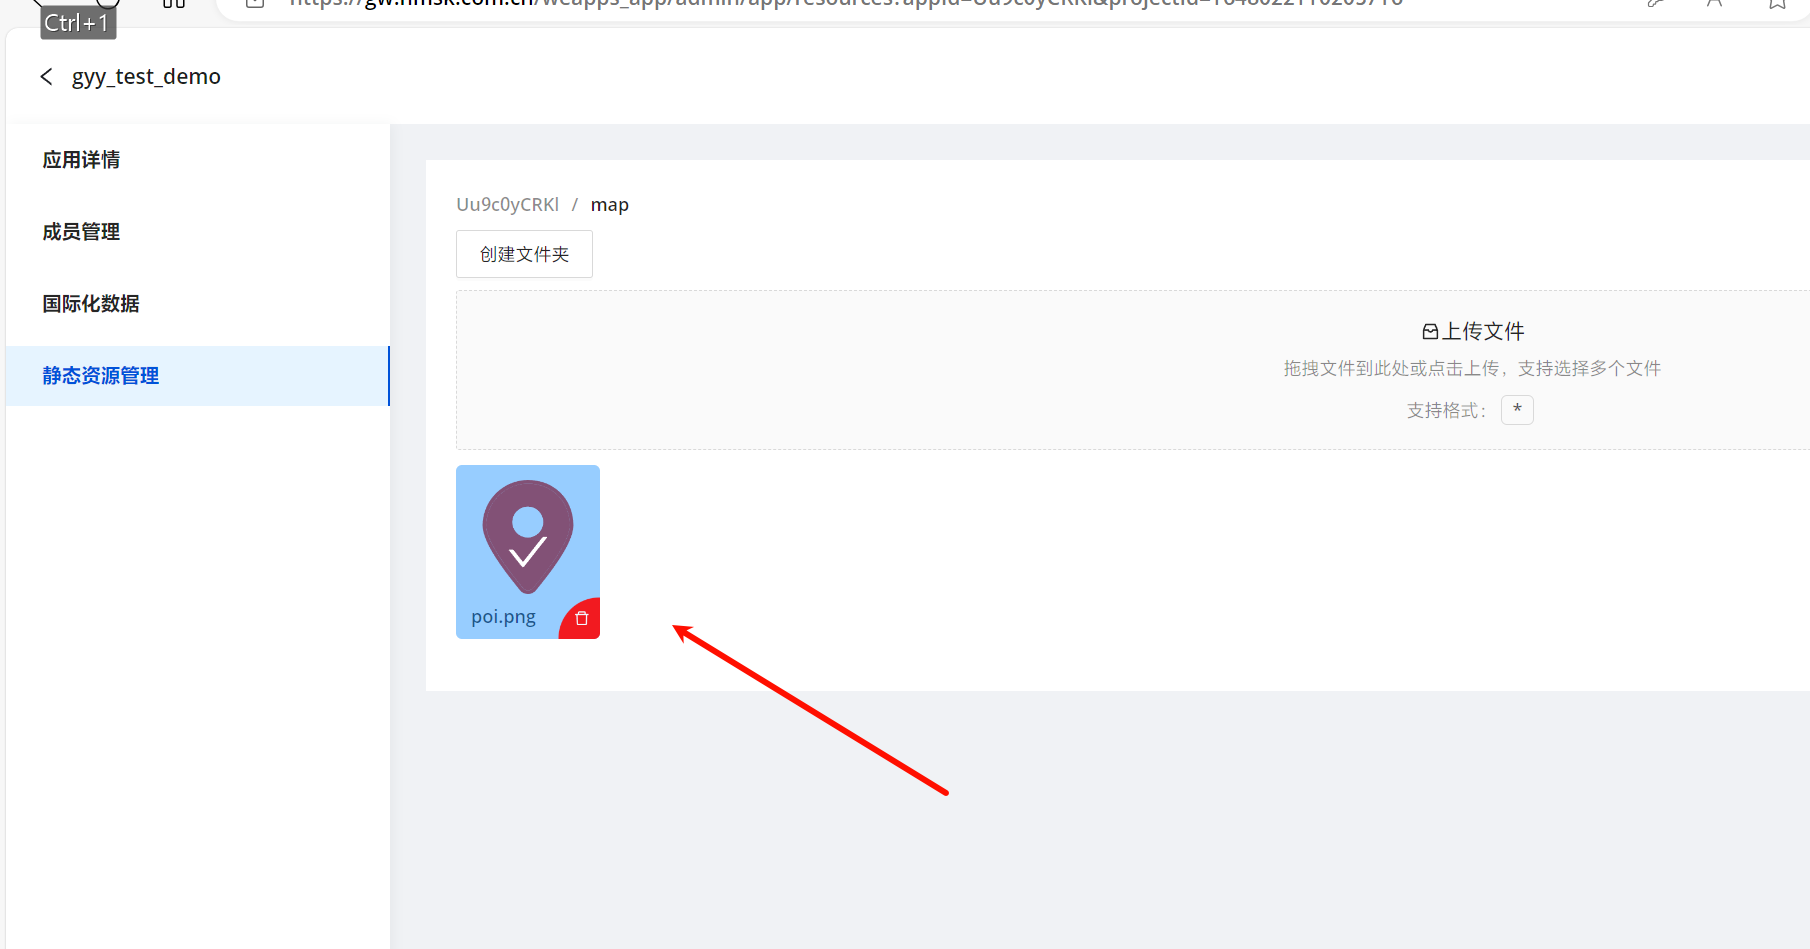 Ctrl+1
gyy_test_demo
应用详情
成员管理
国际化数据
静态资源管理
Uu9c0yCRKl / map
创建文件夹
上传文件
拖拽文件到此处或点击上传，支持选择多个文件
支持格式： *
poi.png